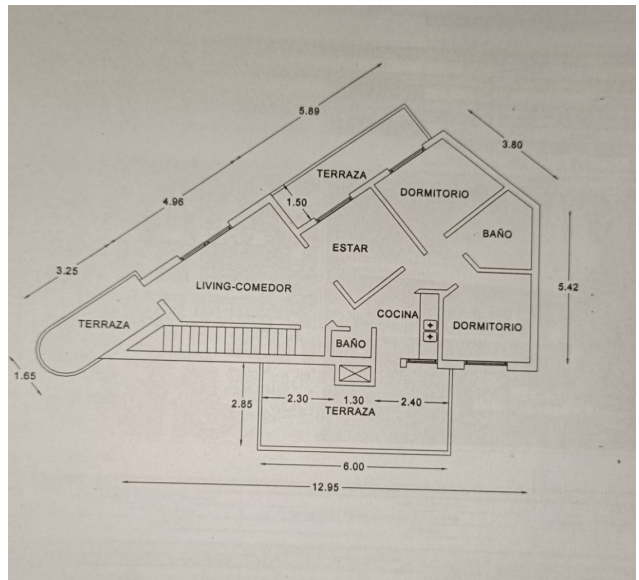 5.89
3.80
TERRAZA
4.96
1.50
DORMITORIO
BAÑO
ESTAR
3.25
LIVING-COMEDOR
5.42
TERRAZA
COCINA
DORMITORIO
BAÑO
1.65
2.85
2.30
1.30
2.40
TERRAZA
6.00
12.95